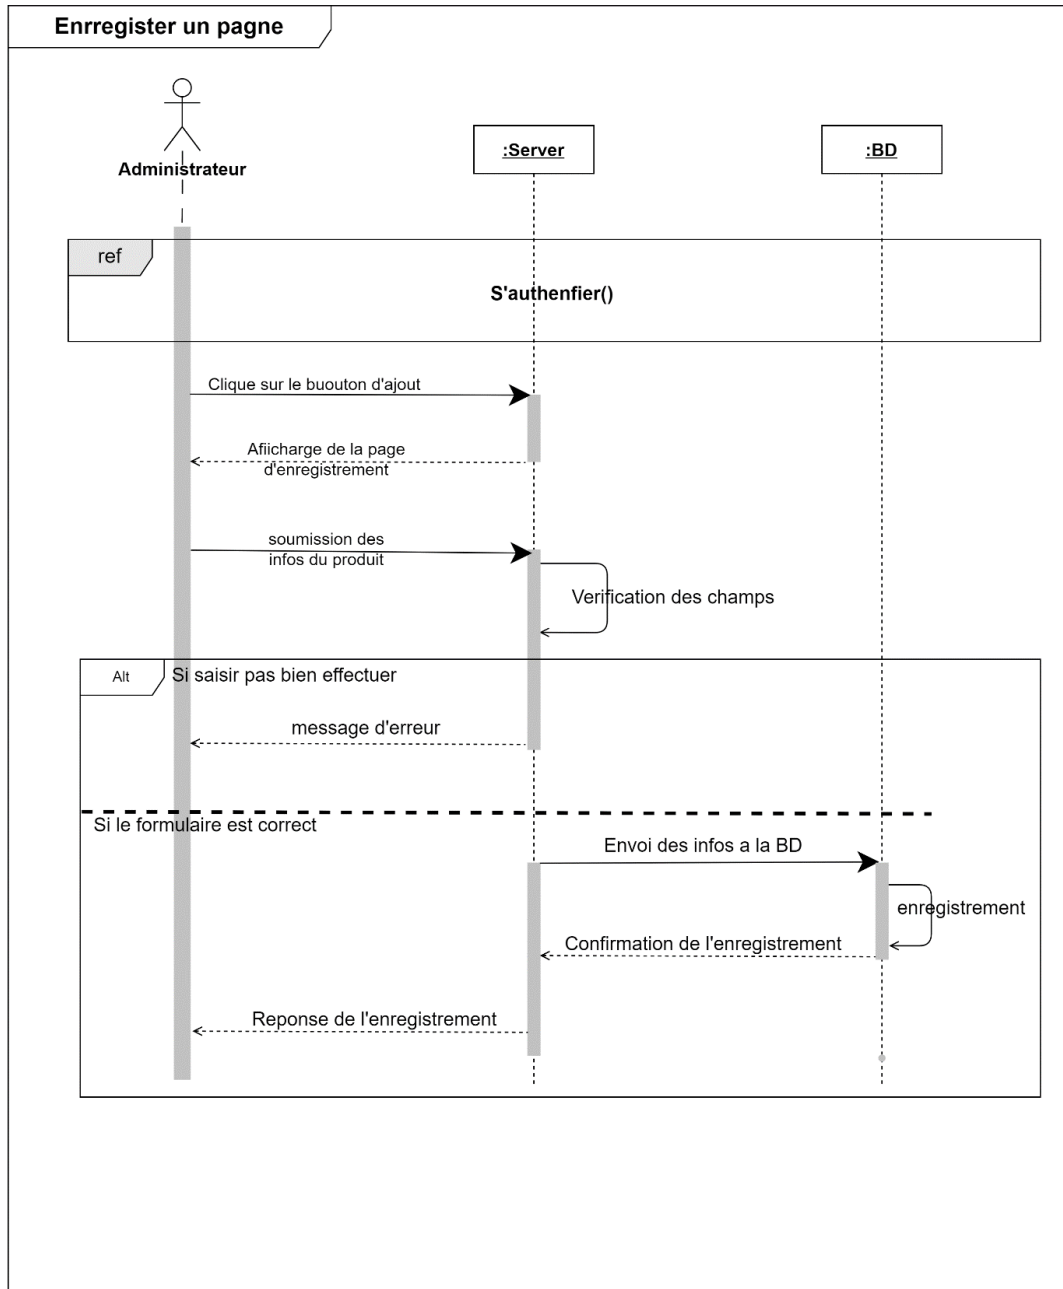 Enrregister un pagne
Administrateur
:Server
:BD
ref
S'authenfier()
Clique sur le buouton d'ajout
Afiicharge de la page
d'enregistrement
soumission des
infos du produit
Verification des champs
Alt
Si saisir pas bien effectuer
message d'erreur
Si le formulaire est correct
Envoi des infos a la BD
enregistrement
Confirmation de l'enregistrement
Reponse de l'enregistrement